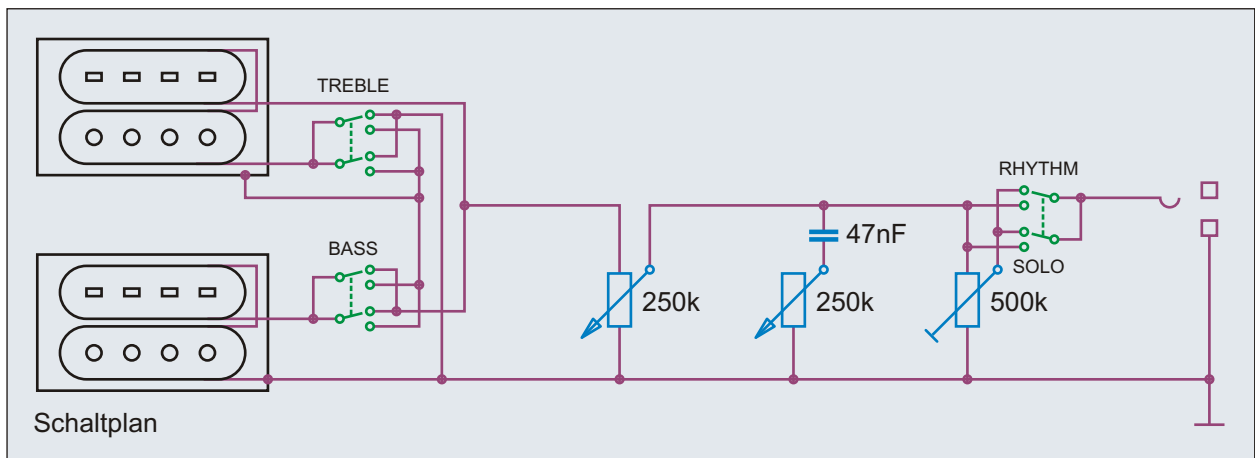 TREBLE
RHYTHM
47nF
BASS
SOLO
250k
250k
500k
Schaltplan